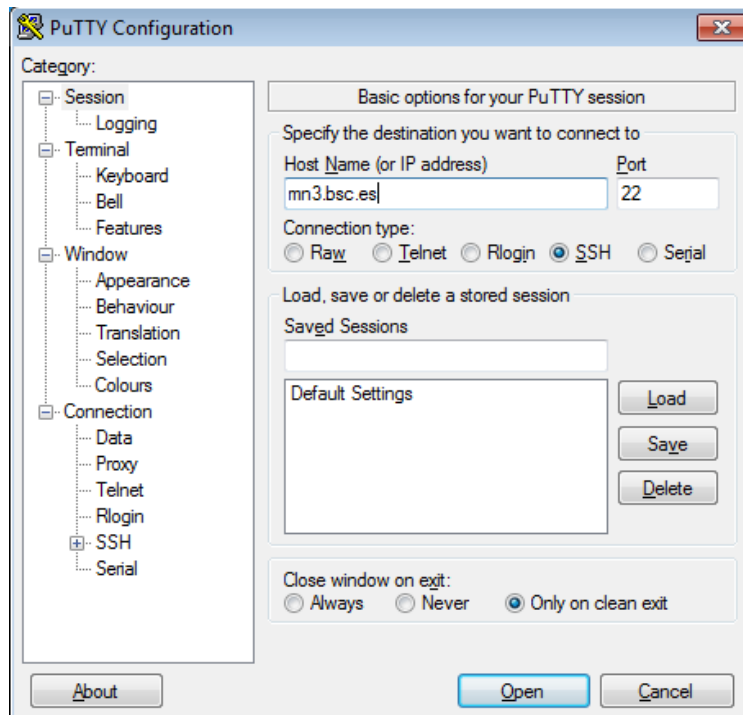 PuTTY Configuration
Category:
Session
Logging
Terminal
Keyboard
Bell
Features
Window
Appearance
Behaviour
Translation
Selection
Colours
Connection
Data
Proxy
Telnet
Rlogin
SSH
Serial
Basic options for your PuTTY session
Specify the destination you want to connect to
Host Name (or IP address) Port
mn3.bsc.es 22
Connection type:
Raw Telnet Rlogin SSH Serial
Load, save or delete a stored session
Saved Sessions
Default Settings
Load
Save
Delete
Close window on exit:
Always Never Only on clean exit
About Open Cancel